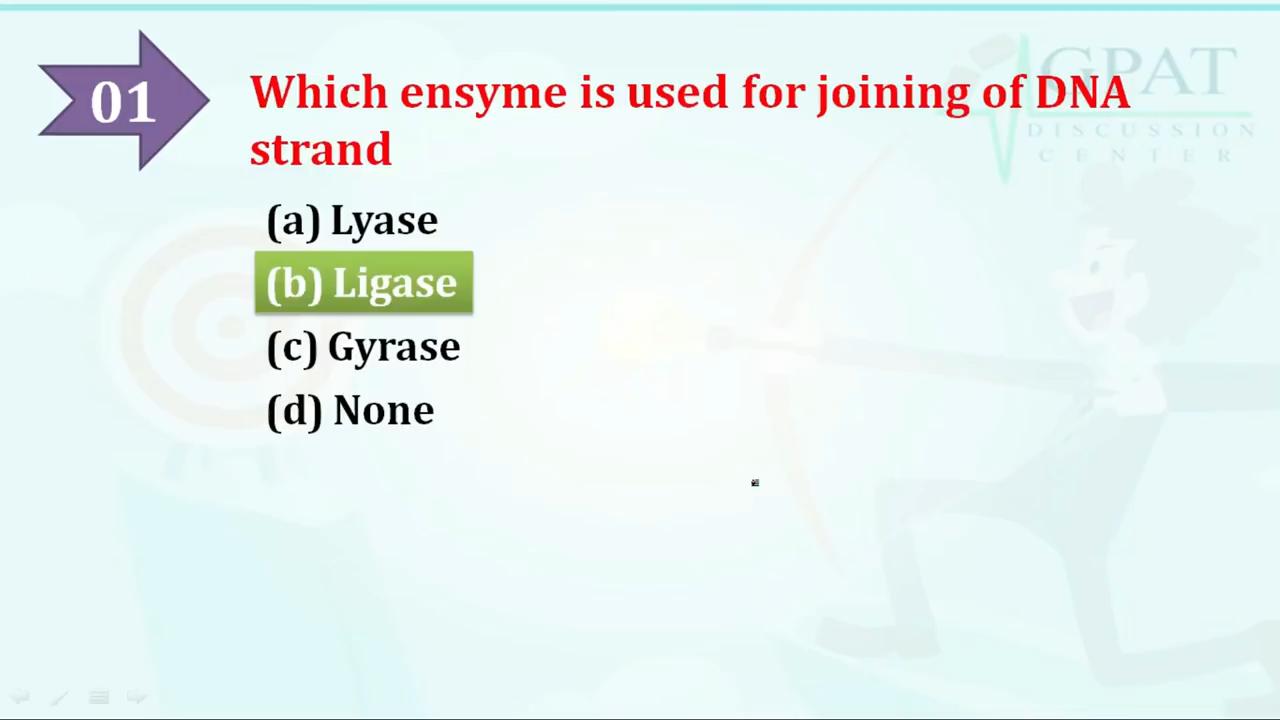 01
Which ensyme is used for joining of DNA
strand
(a) Lyase
(b) Ligase
(c) Gyrase
(d) None
GPAT
DISCUSSION
CENTER